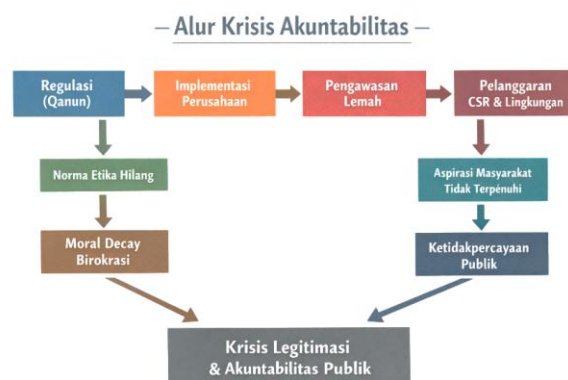 – Alur Krisis Akuntabilitas –
Regulasi
(Qanun)
Implementasi
Perusahaan
Pengawasan
Lemah
Pelanggaran
CSR & Lingkungan
Norma Etika Hilang
Aspirasi Masyarakat
Tidak Terpenuhi
Moral Decay
Birokrasi
Ketidakpercayaan
Publik
Krisis Legitimasi
& Akuntabilitas Publik